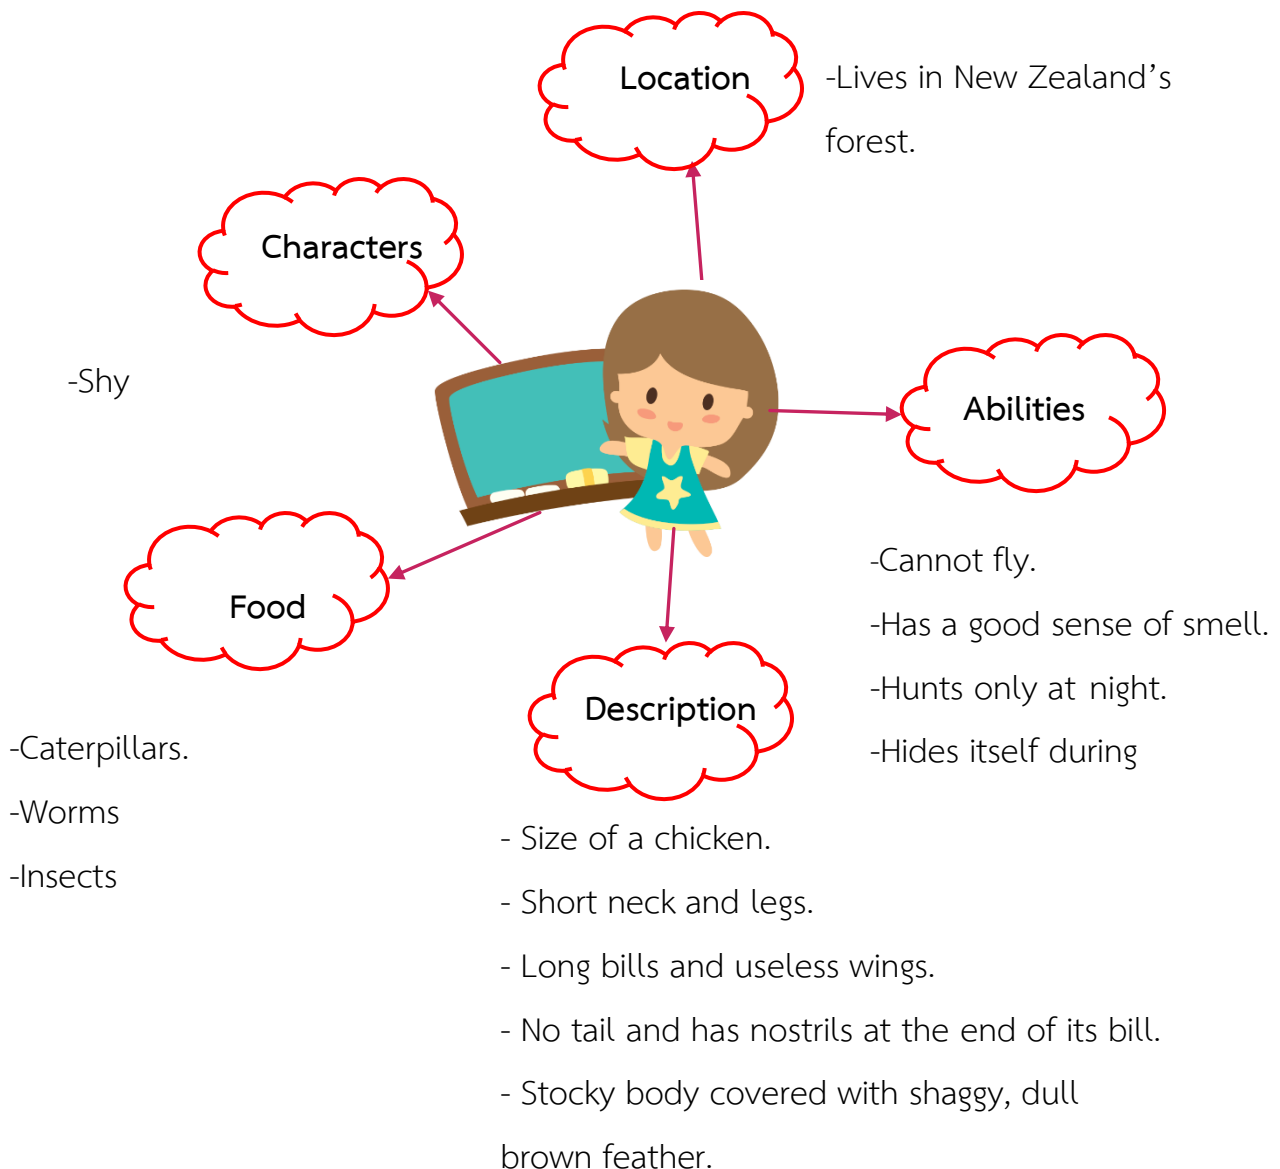 Location
-Lives in New Zealand’s
forest.
Characters
-Shy
Abilities
-Cannot fly.
-Has a good sense of smell.
-Hunts only at night.
-Hides itself during
Food
-Caterpillars.
-Worms
-Insects
Description
- Size of a chicken.
- Short neck and legs.
- Long bills and useless wings.
- No tail and has nostrils at the end of its bill.
- Stocky body covered with shaggy, dull
brown feather.